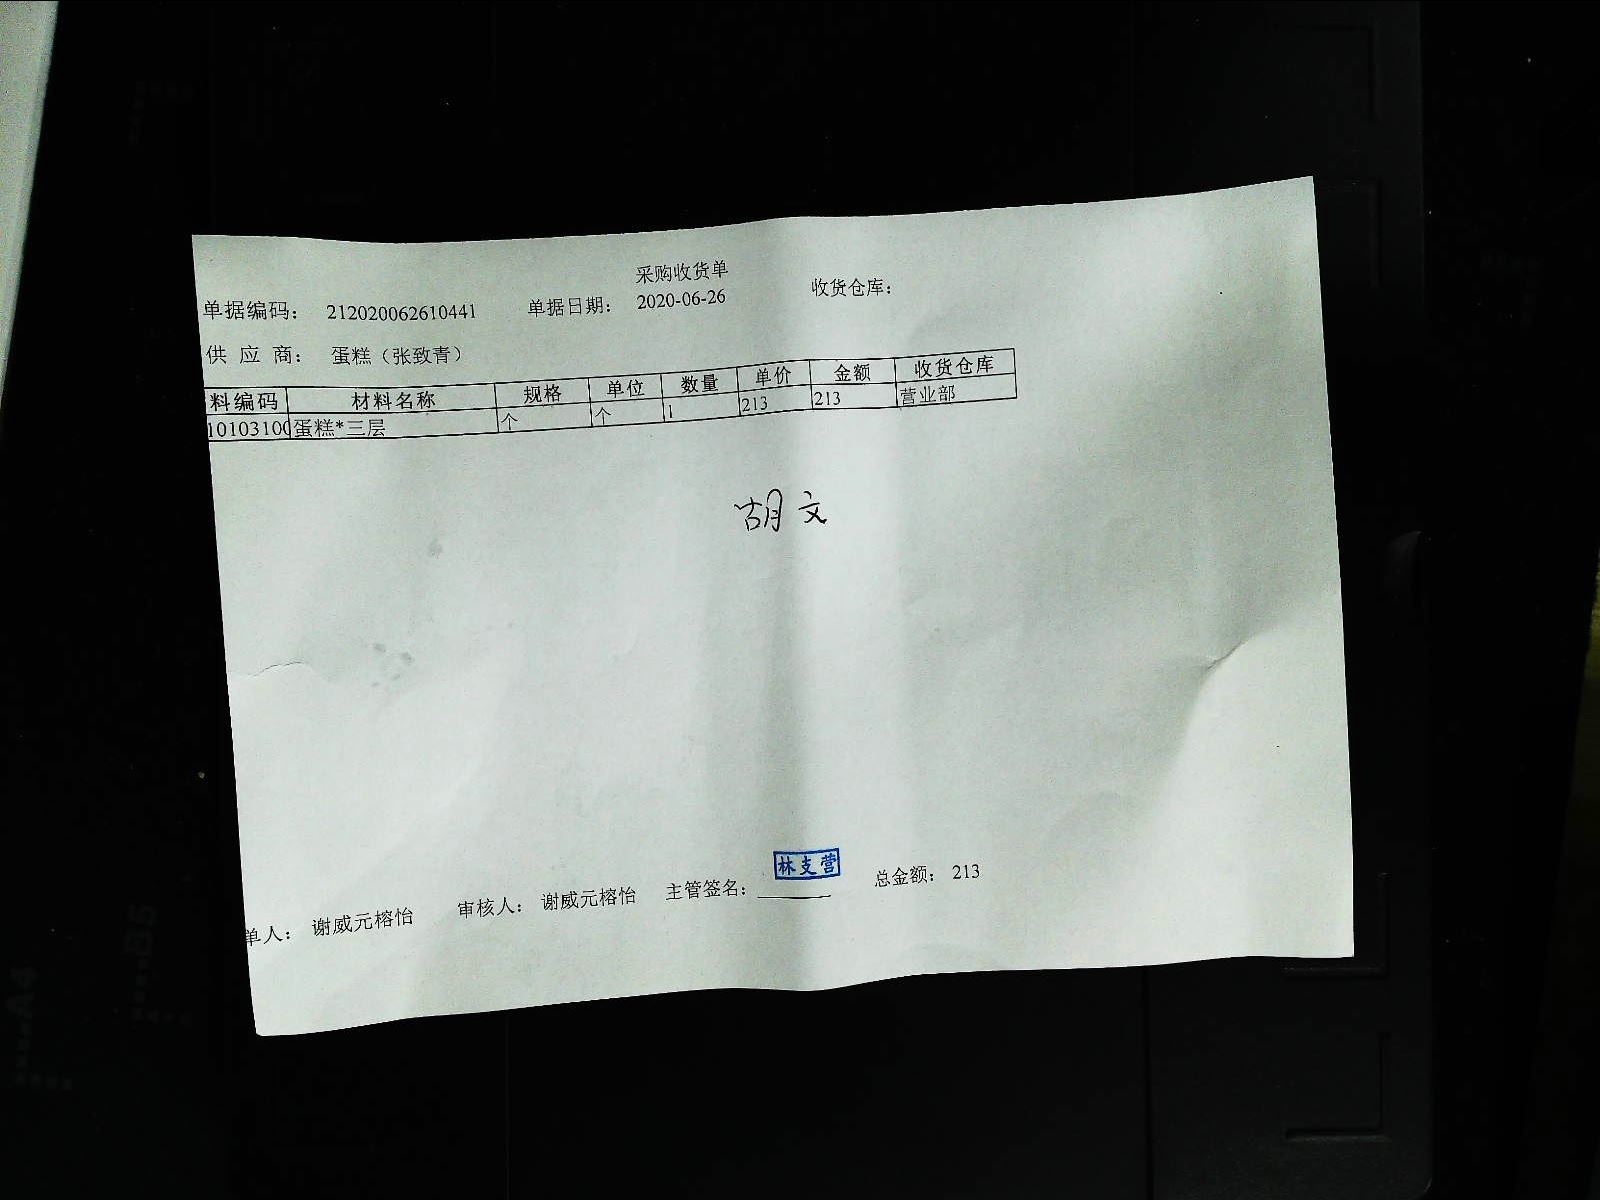 采购收货单
单据编码： 212020062610441 单据日期： 2020-06-26 收货仓库：
供 应 商： 蛋糕（张致青）
料编码 材料名称 规格 单位 数量 单价 金额 收货仓库
10103100 蛋糕*三层 个 个 1 213 213 营业部
胡文
林支营
单人： 谢威元榕怡 审核人： 谢威元榕怡 主管签名： 总金额： 213